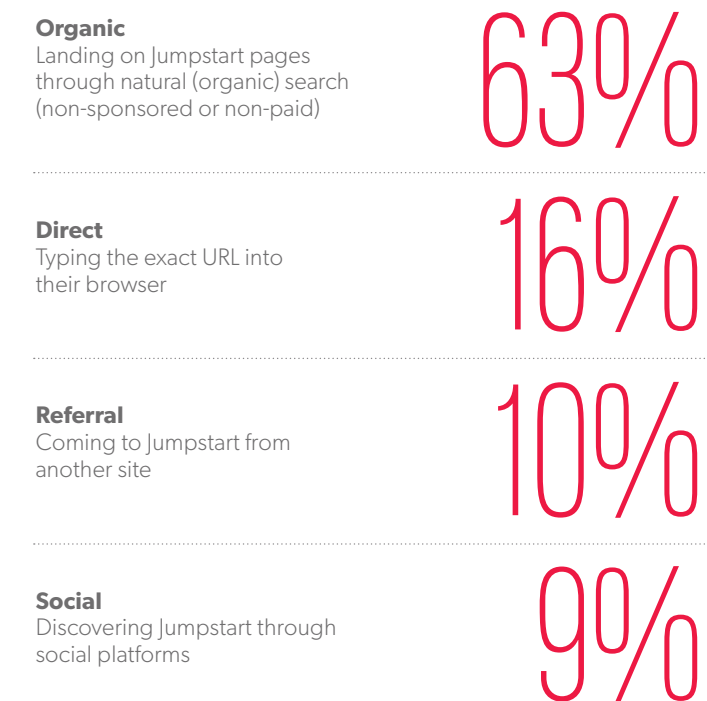 Organic
Landing on Jumpstart pages
through natural (organic) search
(non-sponsored or non-paid)
63%
Direct
Typing the exact URL into
their browser
16%
Referral
Coming to Jumpstart from
another site
10%
Social
Discovering Jumpstart through
social platforms
9%